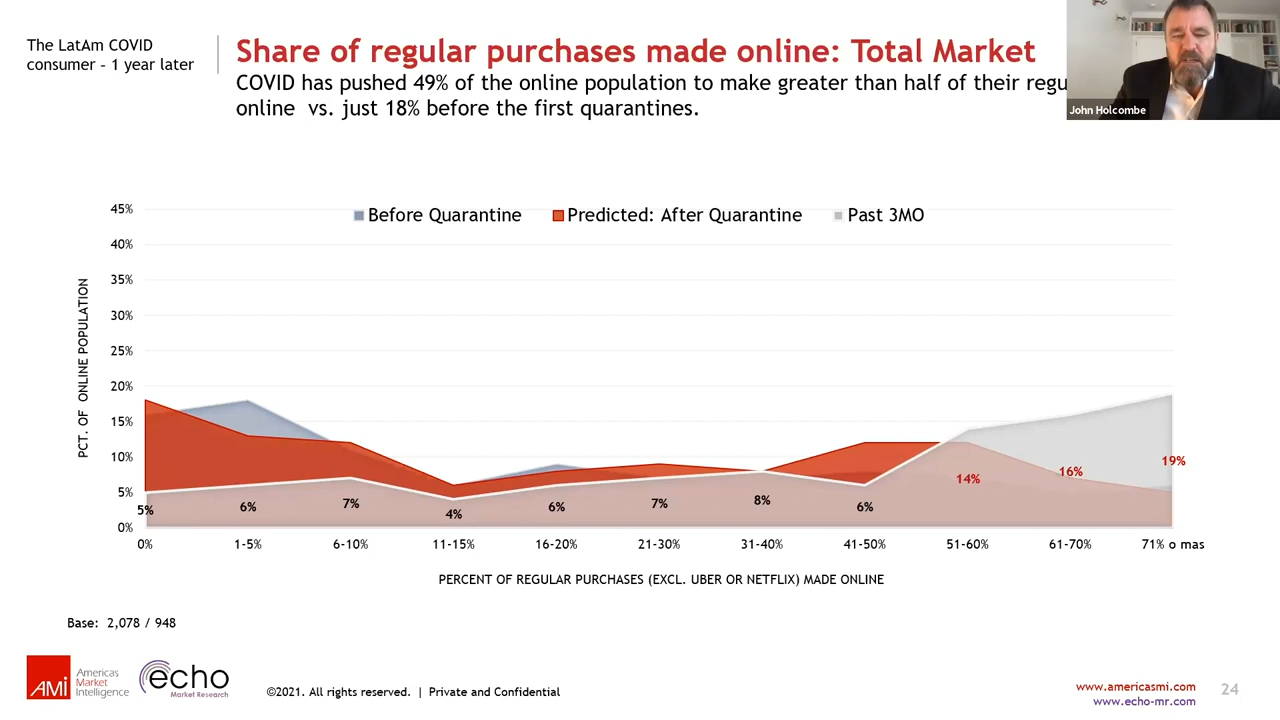 The LatAm COVID
consumer – 1 year later
Share of regular purchases made online: Total Market
COVID has pushed 49% of the online population to make greater than half of their regu
online  vs. just 18% before the first quarantines.
John Holcombe
Before Quarantine
Predicted: After Quarantine
Past 3MO
45%
40%
35%
30%
25%
20%
15%
10%
5%
0%
PCT. OF  ONLINE POPULATION
5%
6%
7%
4%
6%
7%
8%
6%
14%
16%
19%
0%
1-5%
6-10%
11-15%
16-20%
21-30%
31-40%
41-50%
51-60%
61-70%
71% o mas
PERCENT OF REGULAR PURCHASES (EXCL. UBER OR NETFLIX) MADE ONLINE
Base:  2,078 / 948
AMI
Americas
Market
Intelligence
echo
Market Research
©2021. All rights reserved.  |  Private and Confidential
www.americasmi.com
www.echo-mr.com
24